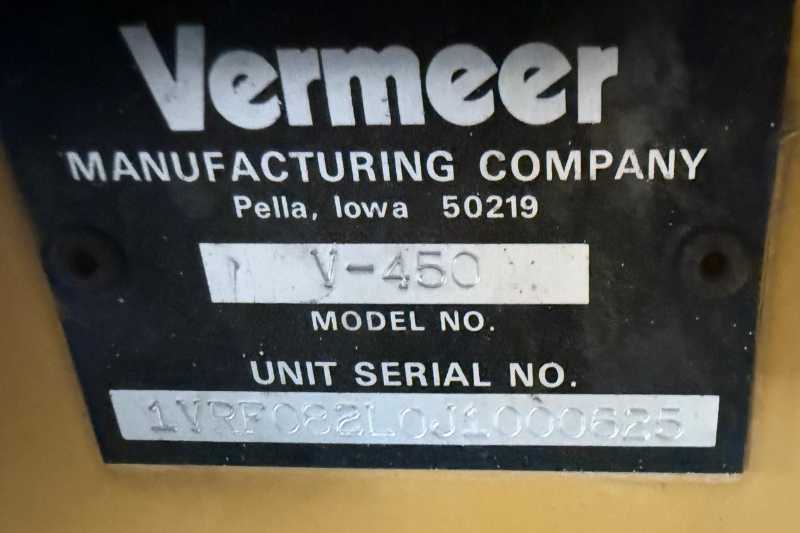 Vermeer
MANUFACTURING COMPANY
Pella, Iowa 50219
V-450
MODEL NO.
UNIT SERIAL NO.
1VRF082L0J1000625